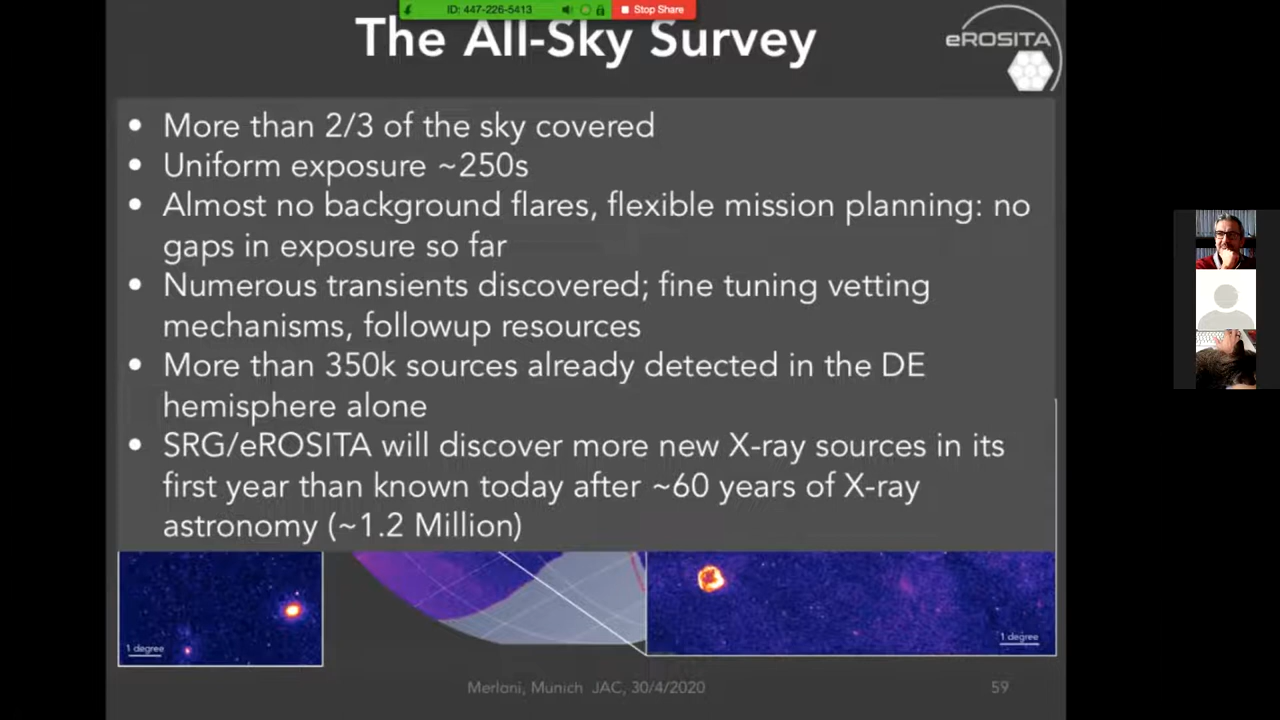 ID: 447-226-5413
Stop Share
The All-Sky Survey
eROSITA
• More than 2/3 of the sky covered
• Uniform exposure ~250s
• Almost no background flares, flexible mission planning: no
gaps in exposure so far
• Numerous transients discovered; fine tuning vetting
mechanisms, followup resources
• More than 350k sources already detected in the DE
hemisphere alone
• SRG/eROSITA will discover more new X-ray sources in its
first year than known today after ~60 years of X-ray
astronomy (~1.2 Million)
1 degree
1 degree
Merloni, Munich JAC, 30/4/2020
59